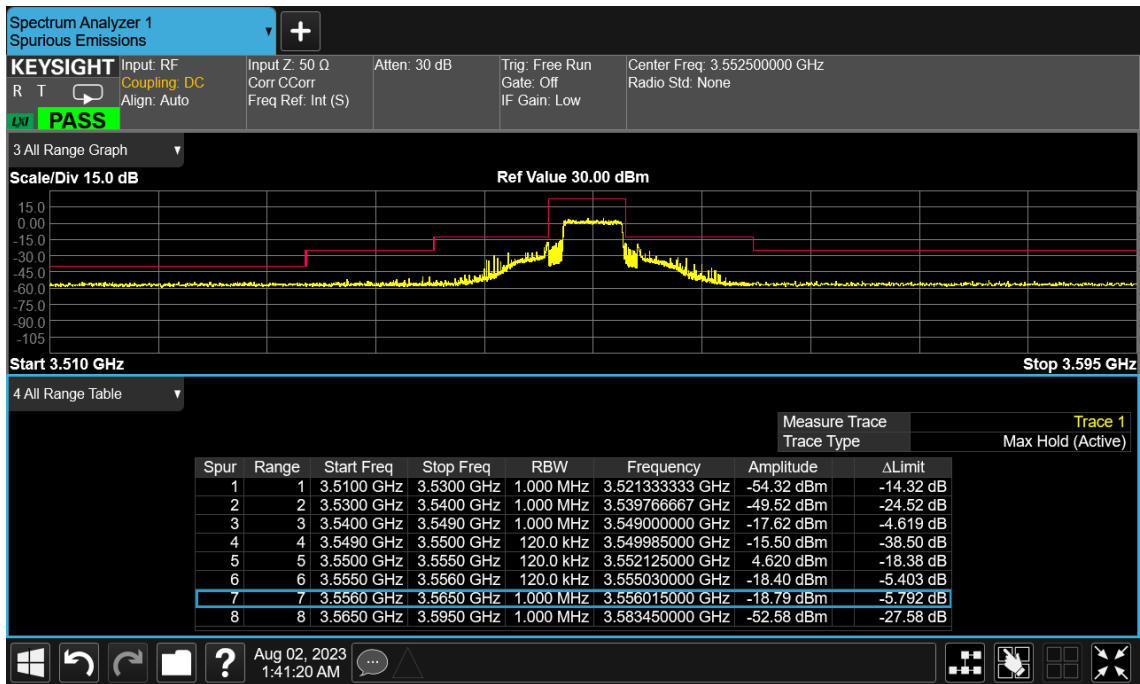 Spectrum Analyzer 1
Spurious Emissions
KEYSIGHT
R T
LXI PASS
Input: RF
Coupling: DC
Align: Auto
Input Z: 50 Ω
Corr CCorr
Freq Ref: Int (S)
Atten: 30 dB
Trig: Free Run
Gate: Off
IF Gain: Low
Center Freq: 3.552500000 GHz
Radio Std: None
3 All Range Graph
Scale/Div 15.0 dB
Ref Value 30.00 dBm
15.0
0.00
-15.0
-30.0
-45.0
-60.0
-75.0
-90.0
-105
Start 3.510 GHz
Stop 3.595 GHz
4 All Range Table
Measure Trace Trace 1
Trace Type Max Hold (Active)
Spur Range Start Freq Stop Freq RBW Frequency Amplitude ΔLimit
1 1 3.5100 GHz 3.5300 GHz 1.000 MHz 3.521333333 GHz -54.32 dBm -14.32 dB
2 2 3.5300 GHz 3.5400 GHz 1.000 MHz 3.539766667 GHz -49.52 dBm -24.52 dB
3 3 3.5400 GHz 3.5490 GHz 1.000 MHz 3.549000000 GHz -17.62 dBm -4.619 dB
4 4 3.5490 GHz 3.5500 GHz 120.0 kHz 3.549985000 GHz -15.50 dBm -38.50 dB
5 5 3.5500 GHz 3.5550 GHz 120.0 kHz 3.552125000 GHz 4.620 dBm -18.38 dB
6 6 3.5550 GHz 3.5560 GHz 120.0 kHz 3.555030000 GHz -18.40 dBm -5.403 dB
7 7 3.5560 GHz 3.5650 GHz 1.000 MHz 3.556015000 GHz -18.79 dBm -5.792 dB
8 8 3.5650 GHz 3.5950 GHz 1.000 MHz 3.583450000 GHz -52.58 dBm -27.58 dB
Aug 02, 2023
1:41:20 AM